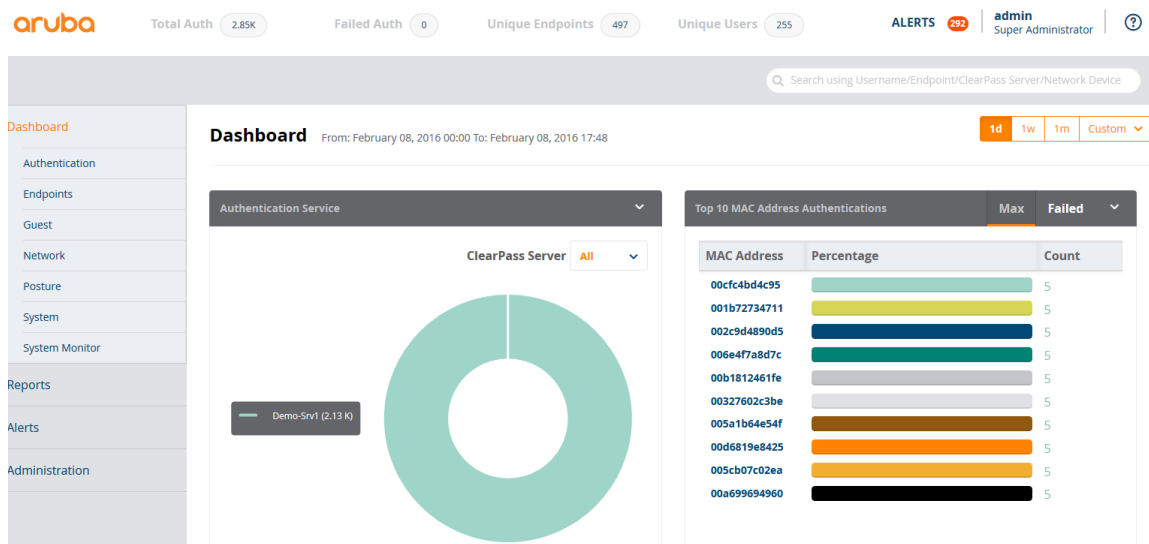 aruba
Total Auth 2.85K Failed Auth 0 Unique Endpoints 497 Unique Users 255
ALERTS 292
admin
Super Administrator
?
Search using Username/Endpoint/ClearPass Server/Network Device
Dashboard
Authentication
Endpoints
Guest
Network
Posture
System
System Monitor
Reports
Alerts
Administration
Dashboard From: February 08, 2016 00:00 To: February 08, 2016 17:48
1d 1w 1m Custom
Authentication Service
ClearPass Server All
Demo-Srv1 (2.13 K)
Top 10 MAC Address Authentications Max Failed
MAC Address Percentage Count
00cfc4bd4c95 5
001b72734711 5
002c9d4890d5 5
006e4f7a8d7c 5
00b1812461fe 5
00327602c3be 5
005a1b64e54f 5
00d6819e8425 5
005cb07c02ea 5
00a699694960 5